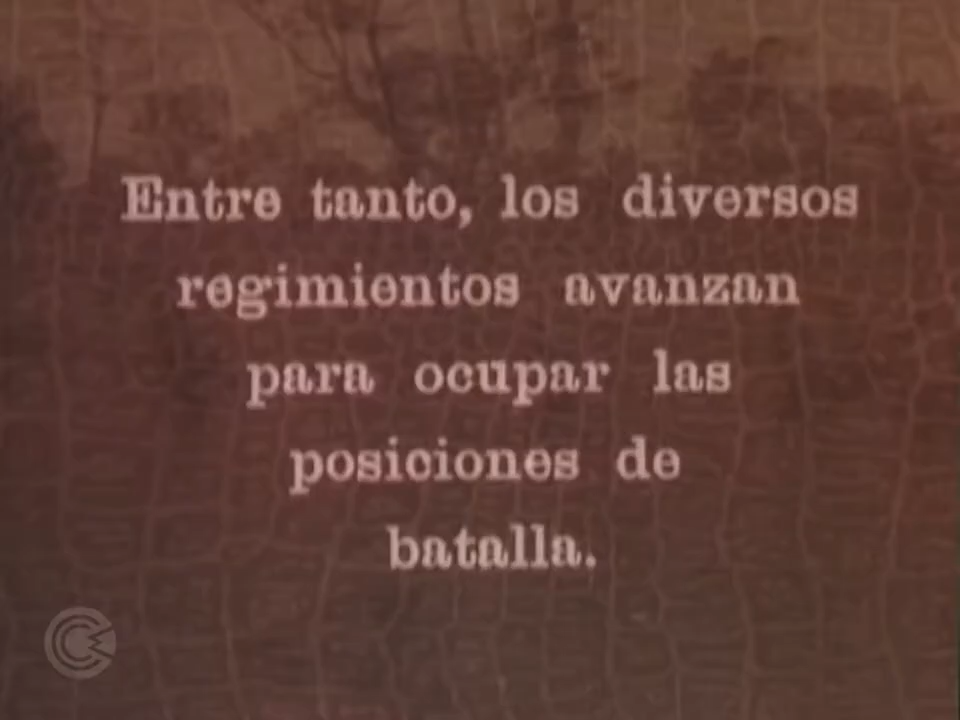 Entre tanto, los diversos
regimientos avanzan
para ocupar las
posiciones de
batalla.